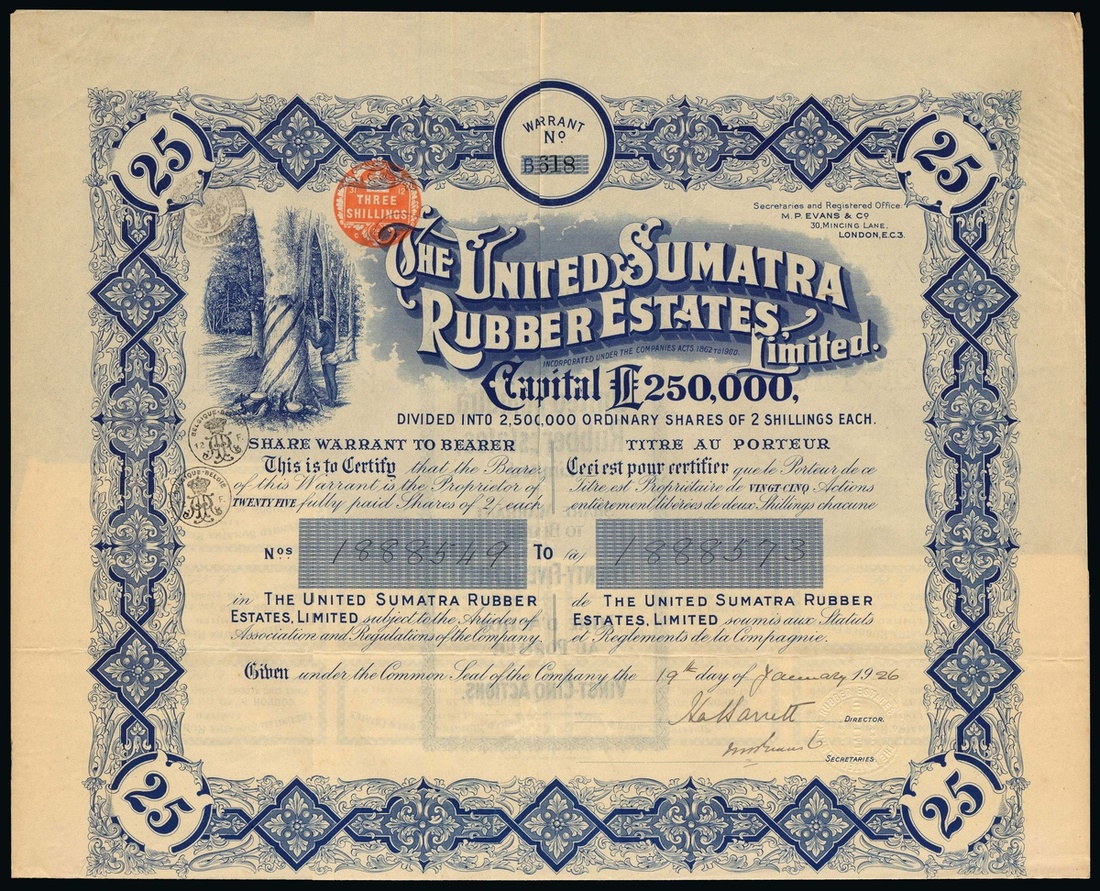 25
WARRANT
No.
B 318
25
Secretaries and Registered Office:
M. P. EVANS & Co
30, MINCING LANE,
LONDON, E.C.3.
THREE
SHILLINGS
THE UNITED SUMATRA
RUBBER ESTATES, Limited.
INCORPORATED UNDER THE COMPANIES ACTS 1862 TO 1900.
Capital £250,000,
DIVIDED INTO 2,500,000 ORDINARY SHARES OF 2 SHILLINGS EACH.
SHARE WARRANT TO BEARER
This is to Certify that the Bearer
of this Warrant is the Proprietor of
TWENTY FIVE fully paid Shares of 2/- each
TITRE AU PORTEUR
Ceci est pour certifier que le Porteur de ce
Titre, est Propriétaire de VINGT-CINQ Actions
entièrement libérées de deux Shillings chacune
Nos 1888549 To (a) 1888573
in THE UNITED SUMATRA RUBBER
ESTATES, LIMITED subject to the Articles of
Association and Regulations of the Company.
de THE UNITED SUMATRA RUBBER
ESTATES, LIMITED soumis aux Statuts
et Reglements de la Compagnie.
Given under the Common Seal of the Company the 19th day of January 1926
DIRECTOR.
SECRETARIES
25
25